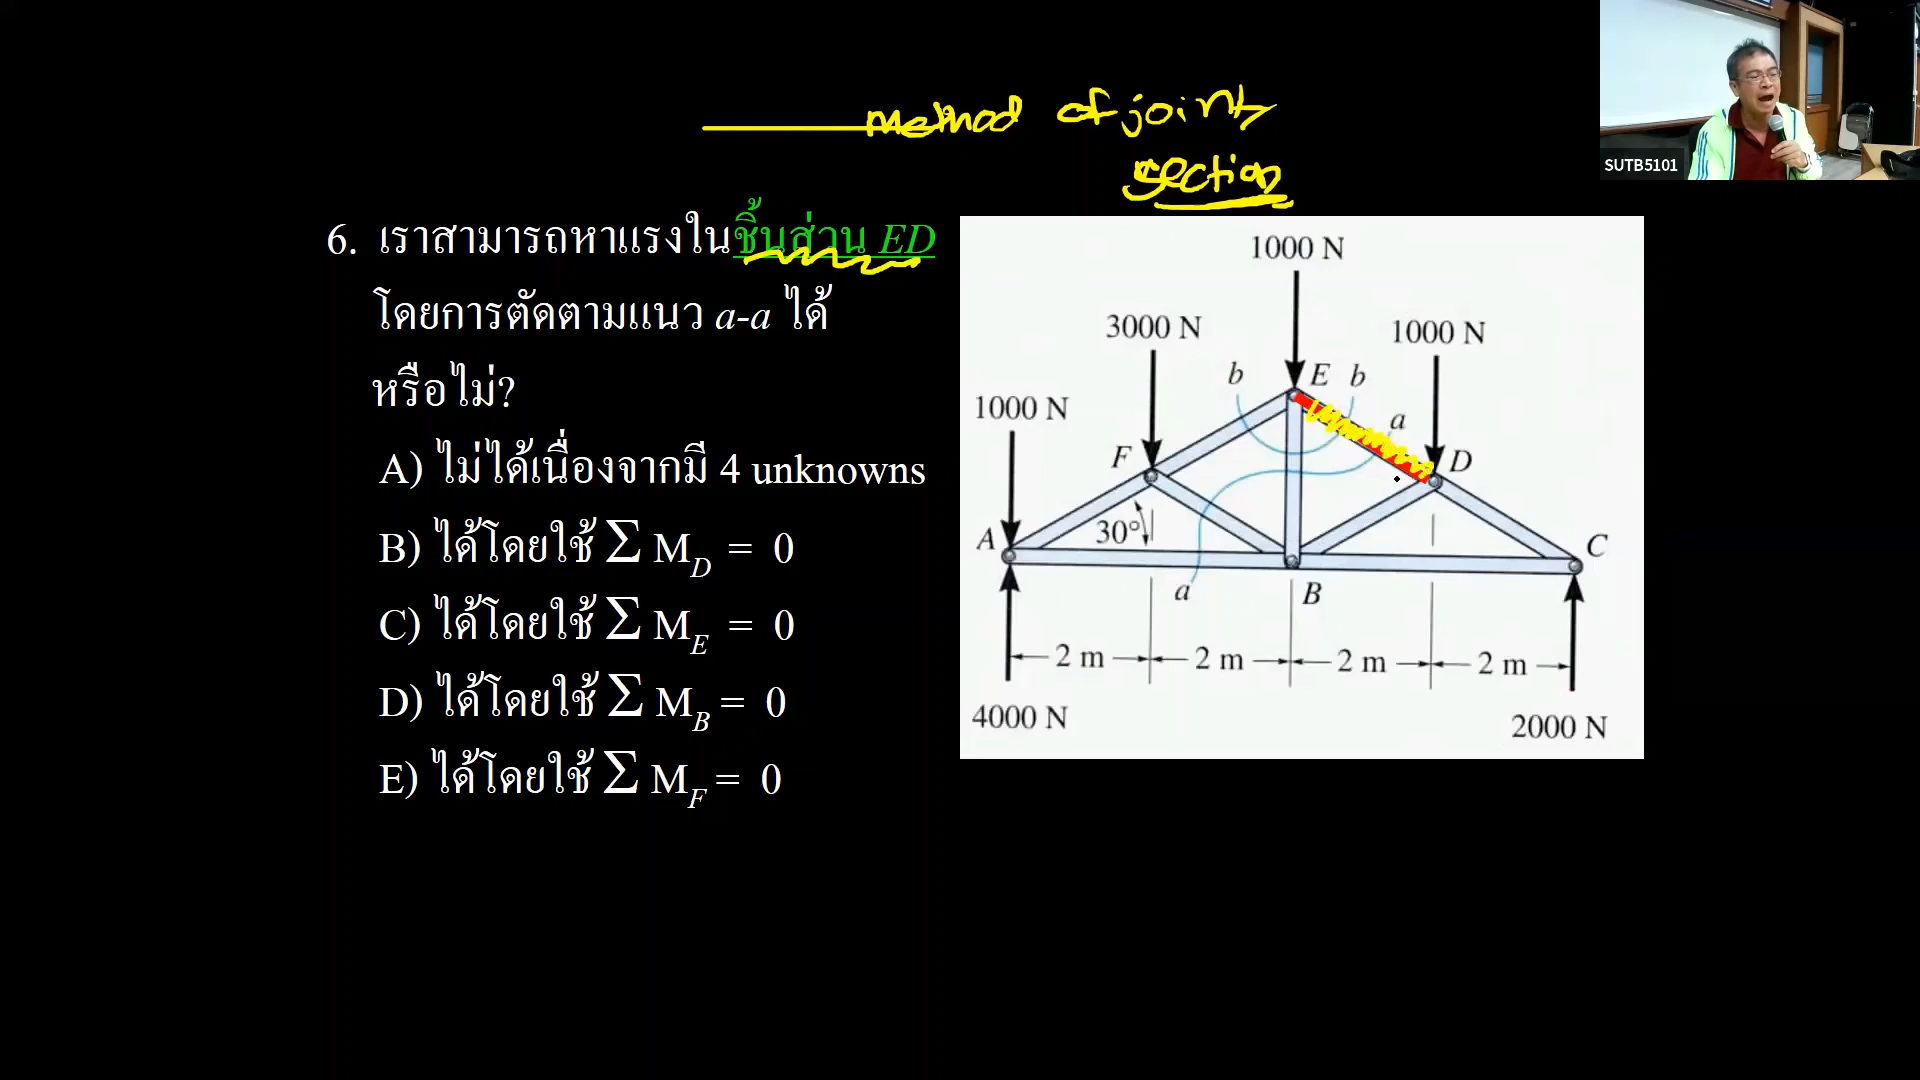 method of joint
section
SUTB5101
6. เราสามารถหาแรงในชิ้นส่วน ED
โดยการตัดตามแนว a-a ได้
หรือไม่?
A) ไม่ได้เนื่องจากมี 4 unknowns
B) ได้โดยใช้ Σ M_D = 0
C) ได้โดยใช้ Σ M_E = 0
D) ได้โดยใช้ Σ M_B = 0
E) ได้โดยใช้ Σ M_F = 0
1000 N
3000 N
1000 N
1000 N
b E b
a
F
D
A
30°
C
a
B
2 m 2 m 2 m 2 m
4000 N
2000 N